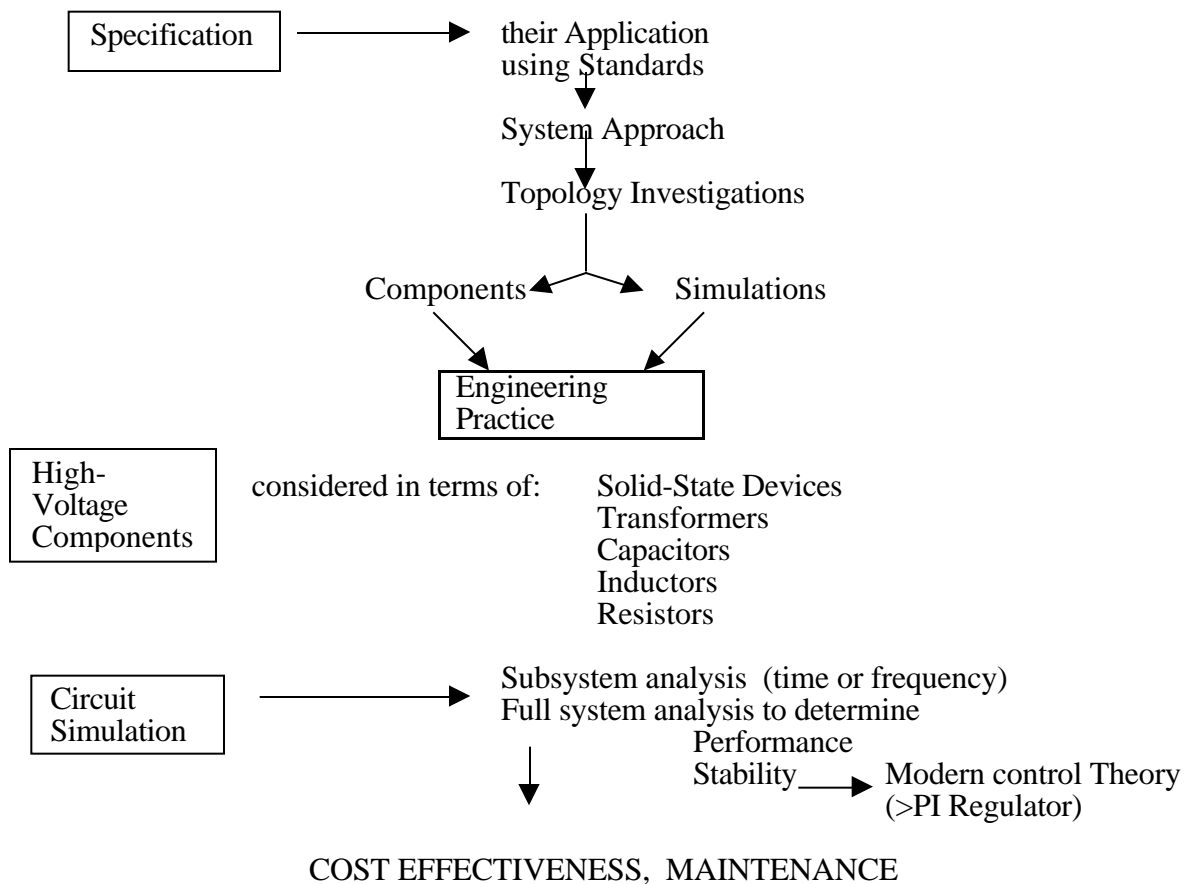 Specification
their Application
using Standards
System Approach
Topology Investigations
Components
Simulations
Engineering
Practice
High-
Voltage
Components
considered in terms of:
Solid-State Devices
Transformers
Capacitors
Inductors
Resistors
Circuit
Simulation
Subsystem analysis (time or frequency)
Full system analysis to determine
Performance
Stability
Modern control Theory
(>PI Regulator)
COST EFFECTIVENESS, MAINTENANCE